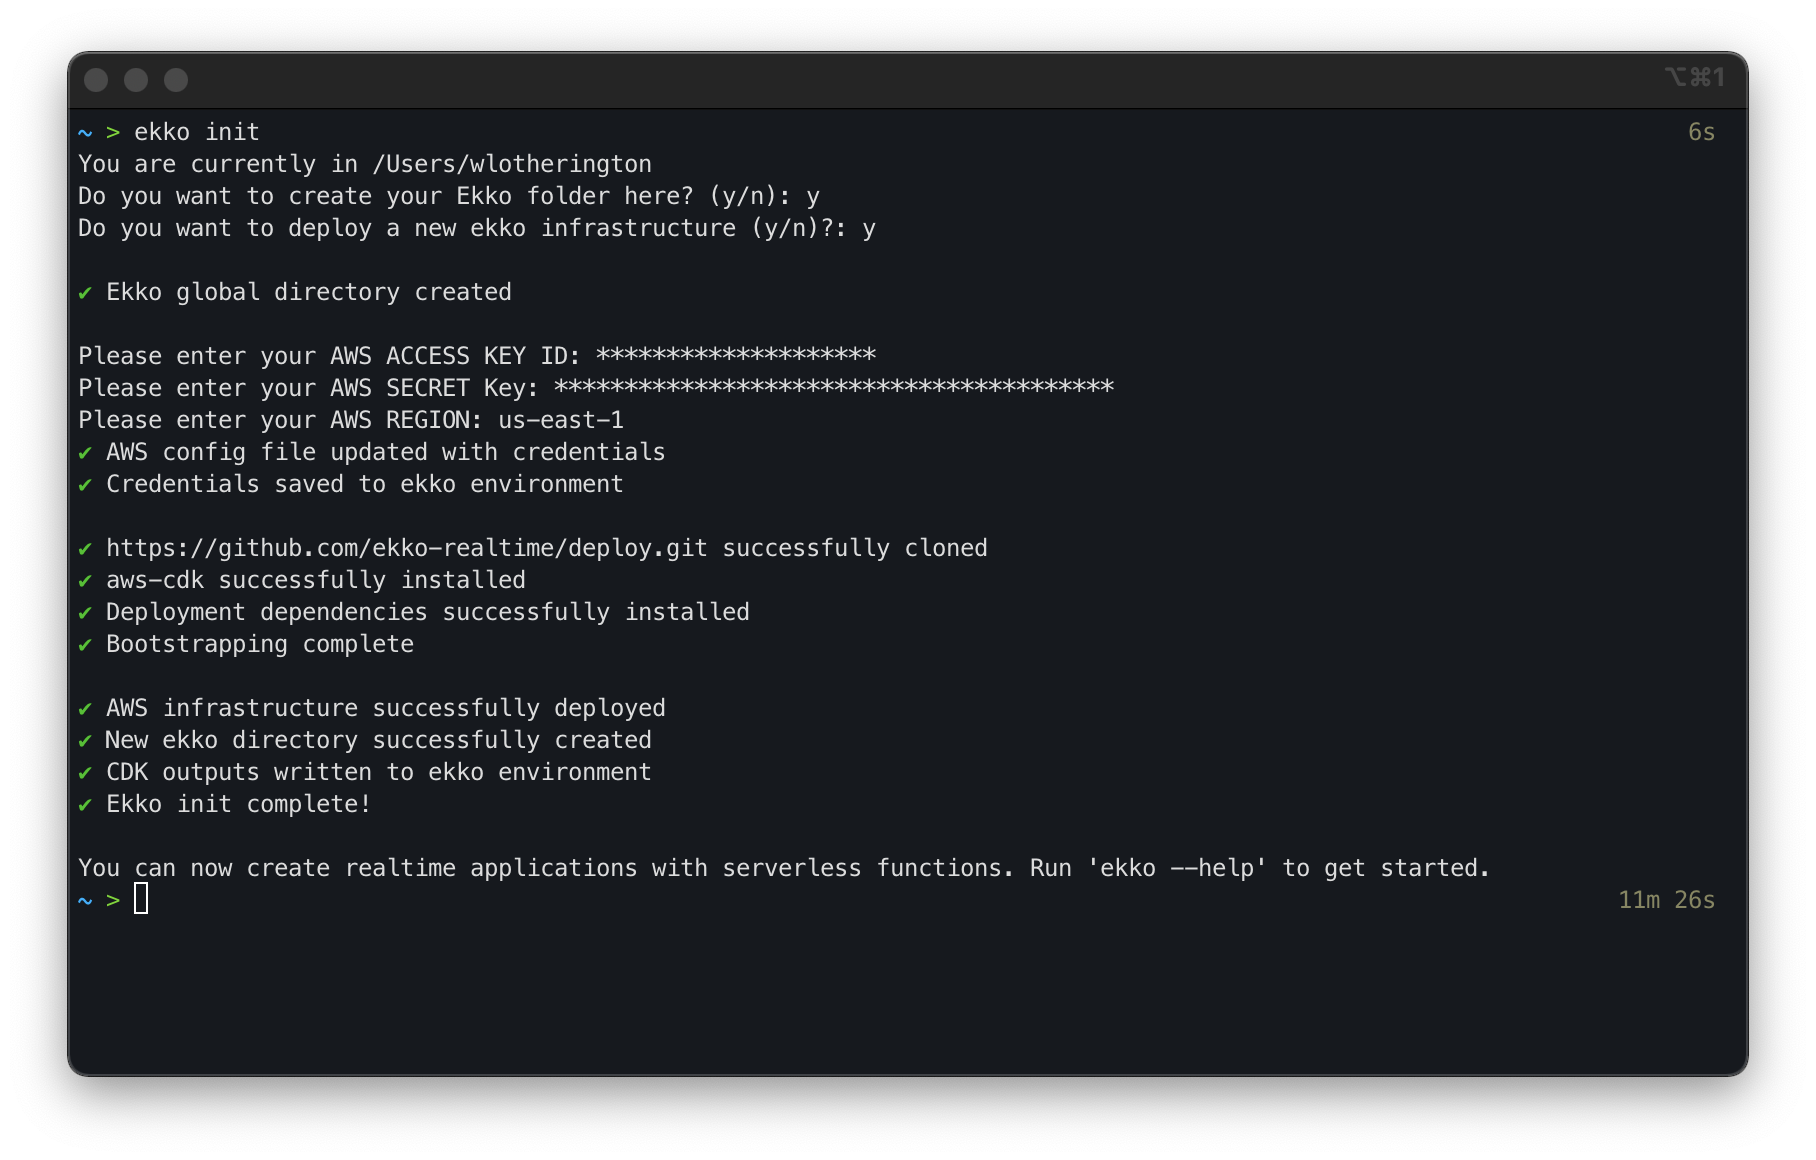 ⌥⌘1
~ > ekko init 6s
You are currently in /Users/wlotherington
Do you want to create your Ekko folder here? (y/n): y
Do you want to deploy a new ekko infrastructure (y/n)?: y
✔ Ekko global directory created
Please enter your AWS ACCESS KEY ID: ********************
Please enter your AWS SECRET Key: ****************************************
Please enter your AWS REGION: us-east-1
✔ AWS config file updated with credentials
✔ Credentials saved to ekko environment
✔ https://github.com/ekko-realtime/deploy.git successfully cloned
✔ aws-cdk successfully installed
✔ Deployment dependencies successfully installed
✔ Bootstrapping complete
✔ AWS infrastructure successfully deployed
✔ New ekko directory successfully created
✔ CDK outputs written to ekko environment
✔ Ekko init complete!
You can now create realtime applications with serverless functions. Run 'ekko --help' to get started.
~ > 11m 26s